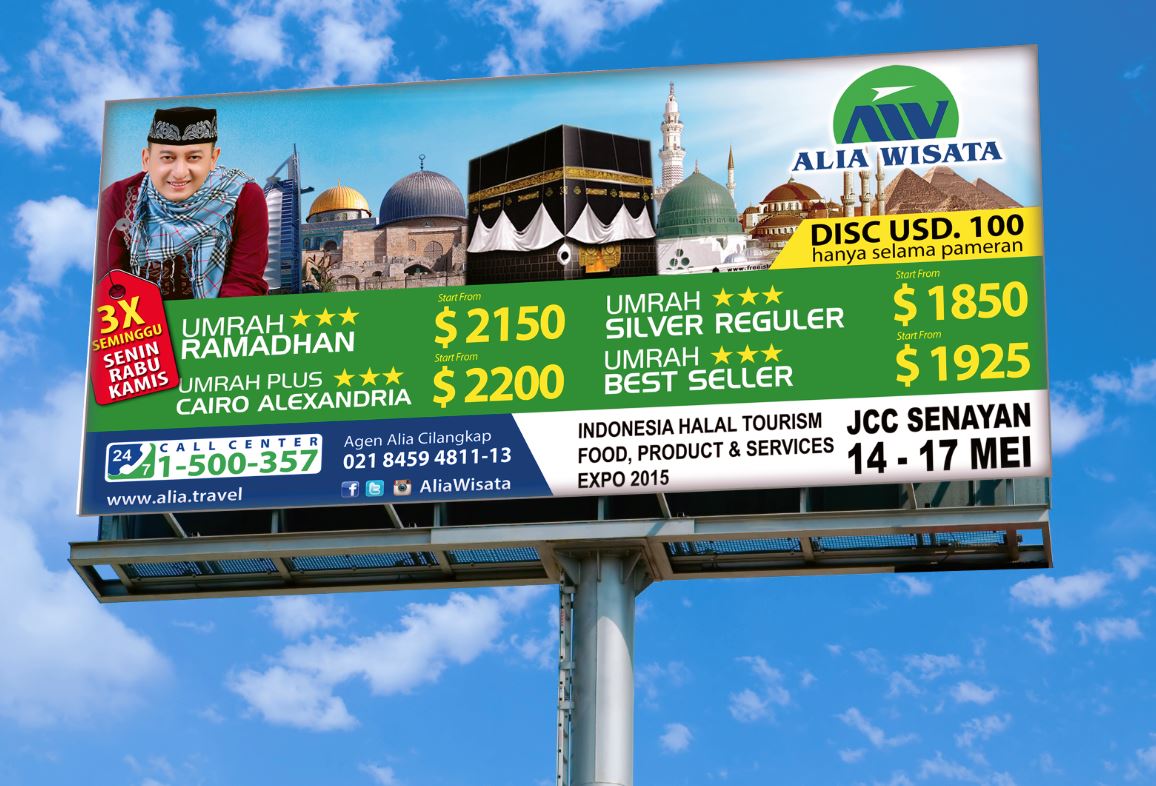 AW
ALIA WISATA
DISC USD. 100
hanya selama pameran
3X
SEMINGGU
SENIN
RABU
KAMIS
UMRAH
RAMADHAN
Start From
$ 2150
UMRAH PLUS
CAIRO ALEXANDRIA
Start From
$ 2200
UMRAH
SILVER REGULER
Start From
$ 1850
UMRAH
BEST SELLER
Start From
$ 1925
24
7
CALL CENTER
1-500-357
www.alia.travel
Agen Alia Cilangkap
021 8459 4811-13
AliaWisata
INDONESIA HALAL TOURISM
FOOD, PRODUCT & SERVICES
EXPO 2015
JCC SENAYAN
14 - 17 MEI